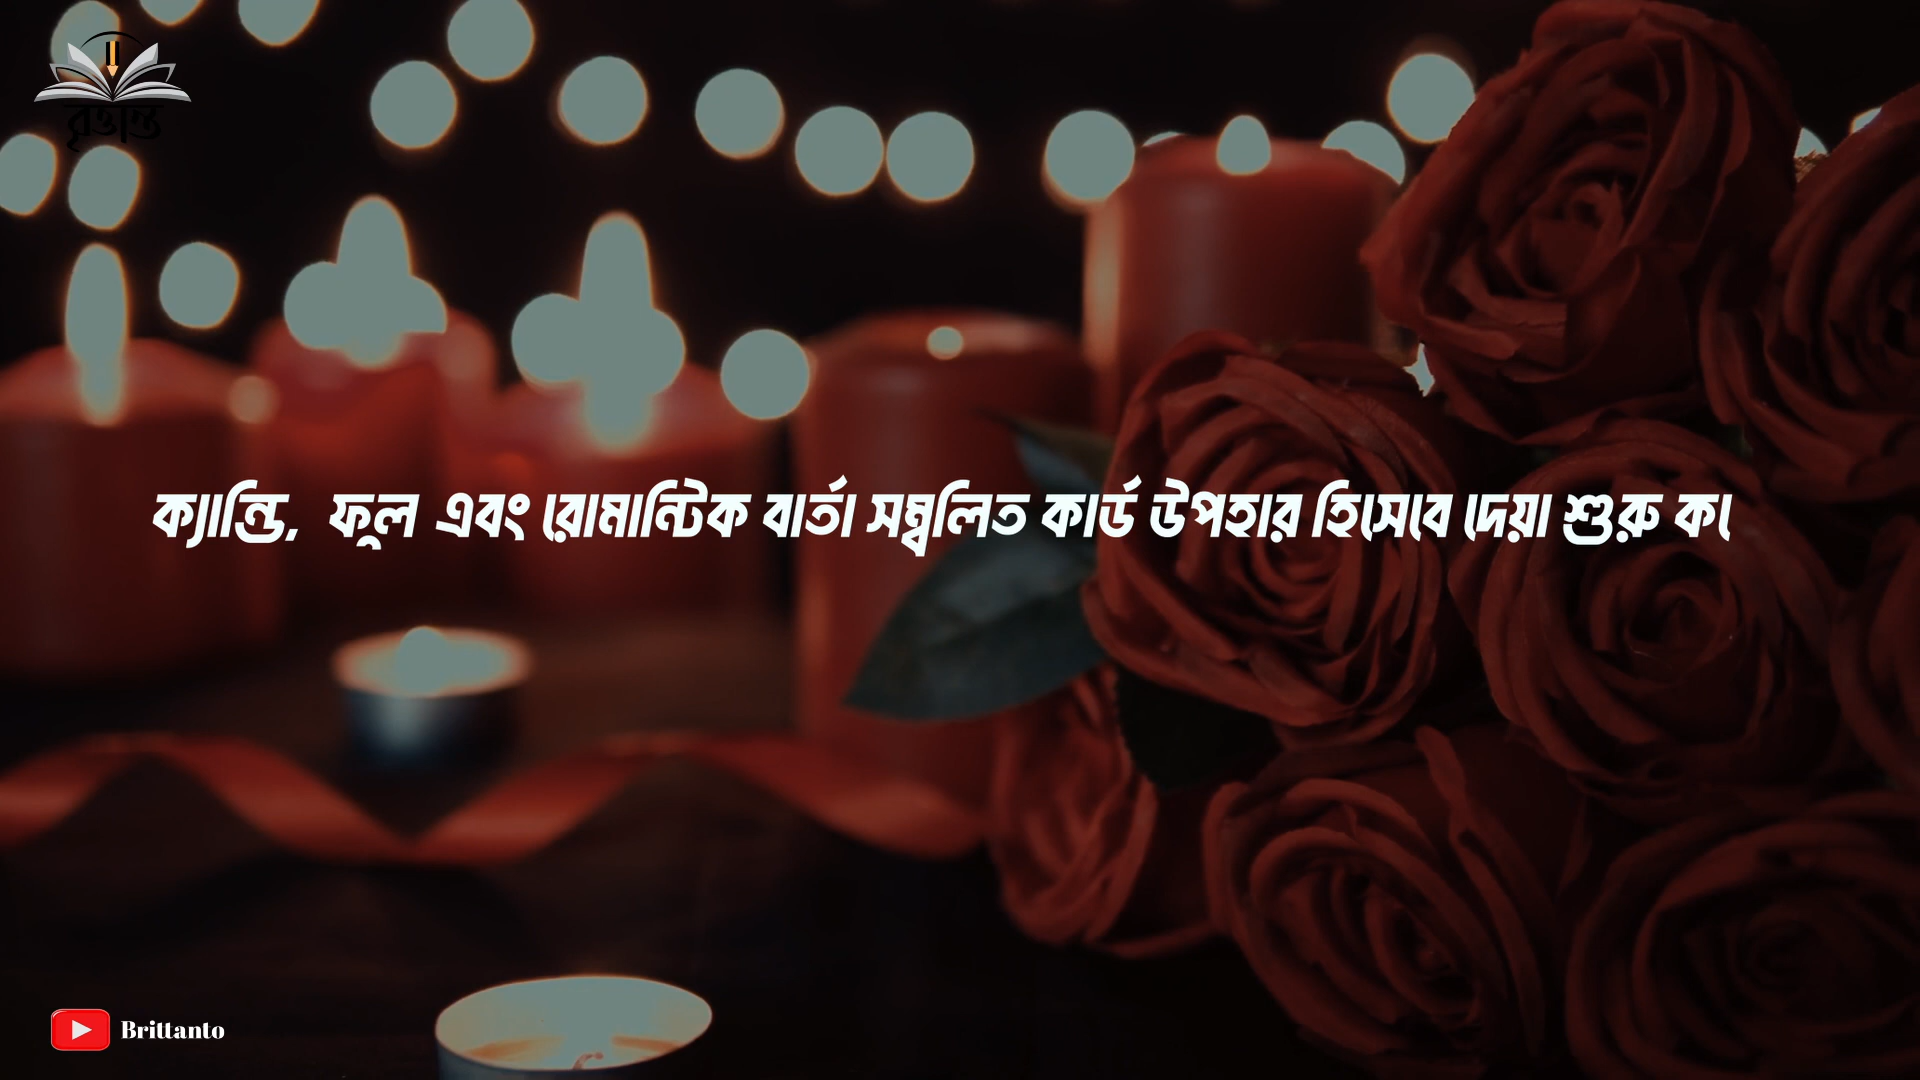 বৃত্তান্ত
ক্যান্ডি, ফুল এবং রোমান্টিক বার্তা সম্বলিত কার্ড উপহার হিসেবে দেয়া শুরু
Brittanto